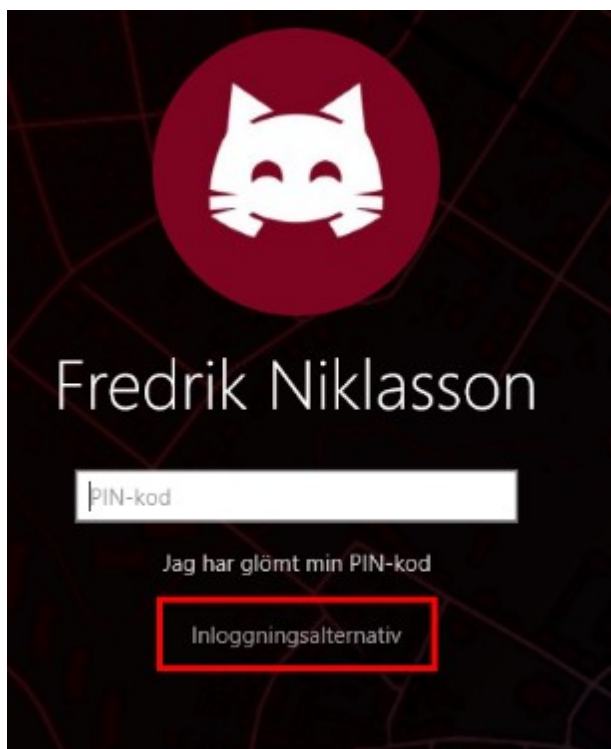 Fredrik Niklasson
PIN-kod
Jag har glömt min PIN-kod
Inloggningsalternativ